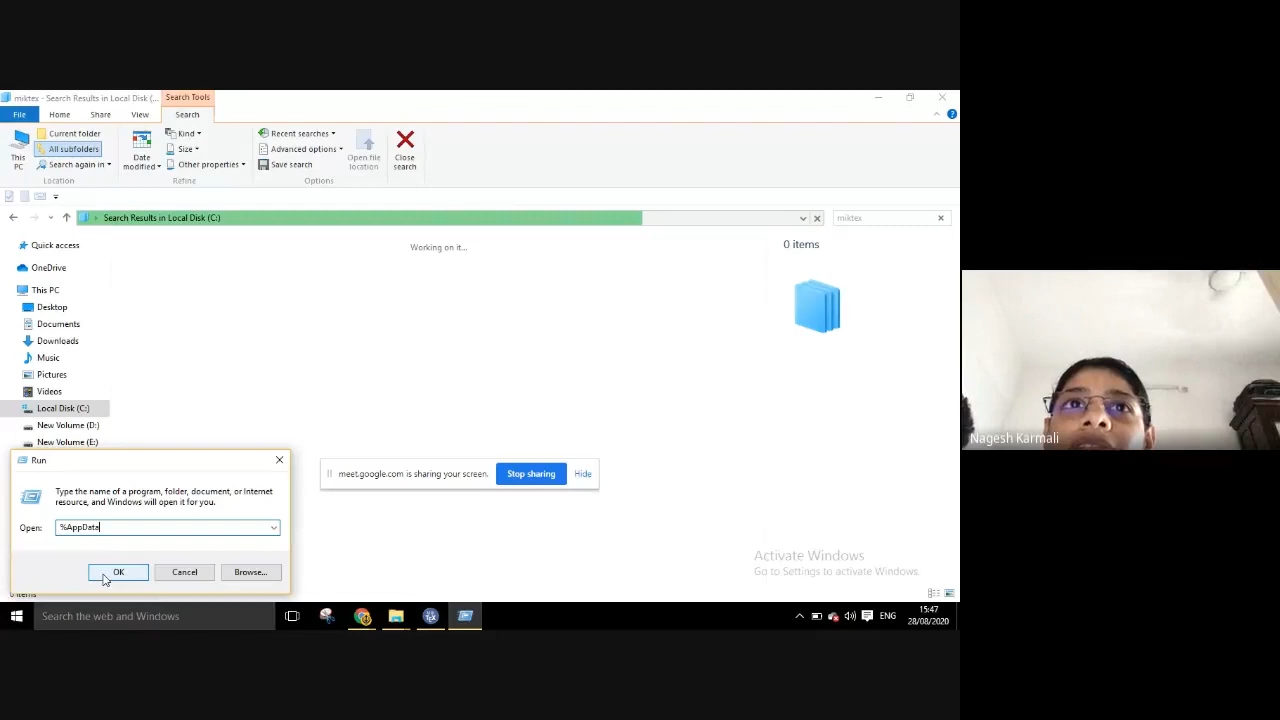 miktex - Search Results in Local Disk (...
Search Tools
File
Home
Share
View
Search
This PC
Current folder
All subfolders
Search again in
Location
Date modified
Kind
Size
Other properties
Refine
Recent searches
Advanced options
Save search
Options
Open file location
Close search
Search Results in Local Disk (C:)
miktex
Quick access
OneDrive
This PC
Desktop
Documents
Downloads
Music
Pictures
Videos
Local Disk (C:)
New Volume (D:)
New Volume (E:)
Working on it...
0 items
Run
Type the name of a program, folder, document, or Internet
resource, and Windows will open it for you.
Open:
%AppData
OK
Cancel
Browse...
meet.google.com is sharing your screen.
Stop sharing
Hide
Activate Windows
Go to Settings to activate Windows.
0 items
Search the web and Windows
ENG
15:47
28/08/2020
Nagesh Karmali